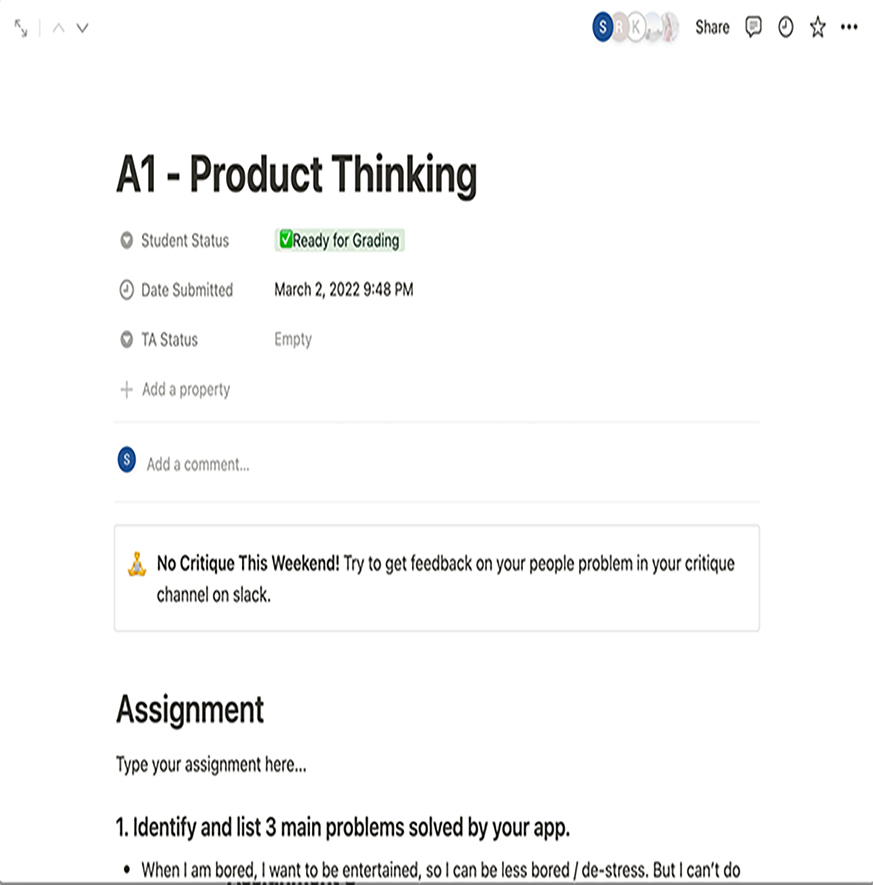 S R K Share
A1 - Product Thinking
Student Status ✅Ready for Grading
Date Submitted March 2, 2022 9:48 PM
TA Status Empty
Add a property
S Add a comment...
No Critique This Weekend! Try to get feedback on your people problem in your critique
channel on slack.
Assignment
Type your assignment here...
1. Identify and list 3 main problems solved by your app.
• When I am bored, I want to be entertained, so I can be less bored / de-stress. But I can't do